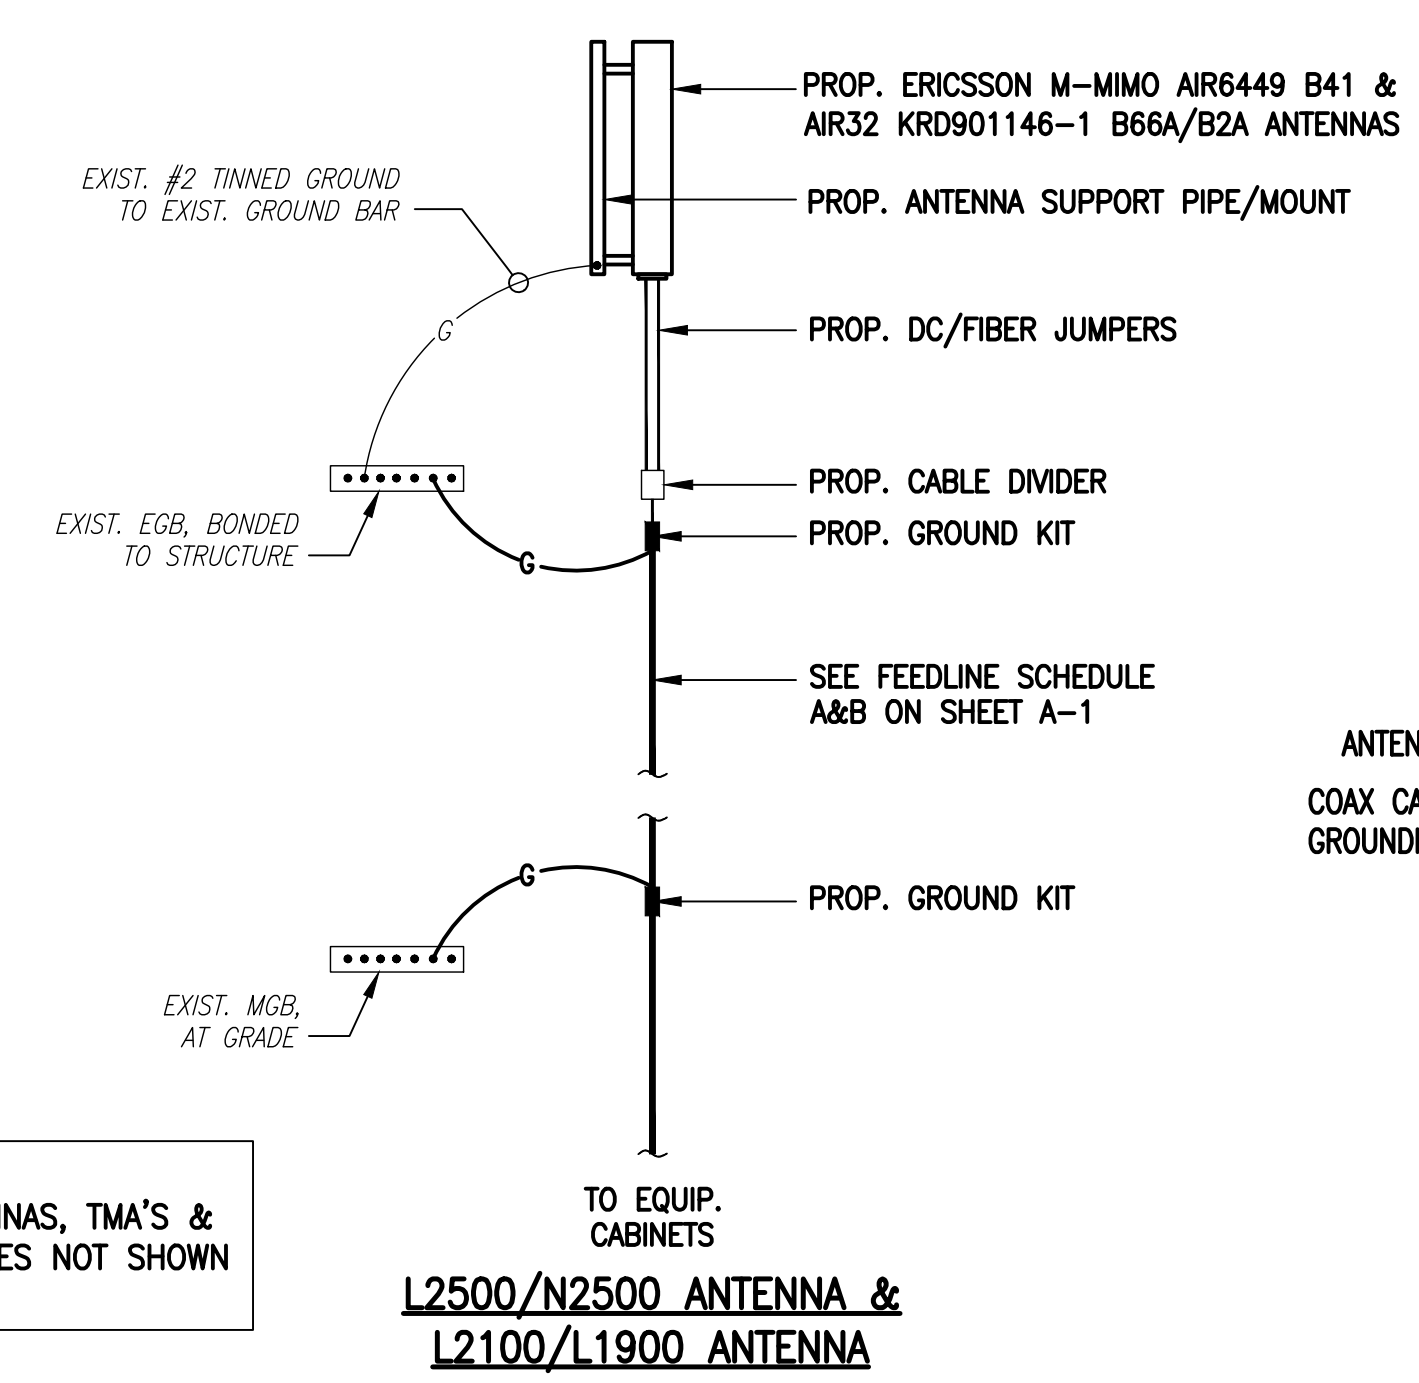 PROP. ERICSSON M-MIMO AIR6449 B41 &
AIR32 KRD901146-1 B66A/B2A ANTENNAS
EXIST. #2 TINNED GROUND
TO EXIST. GROUND BAR
PROP. ANTENNA SUPPORT PIPE/MOUNT
G
PROP. DC/FIBER JUMPERS
PROP. CABLE DIVIDER
EXIST. EGB, BONDED
TO STRUCTURE
PROP. GROUND KIT
G
SEE FEEDLINE SCHEDULE
A&B ON SHEET A-1
ANTEN
COAX CA
GROUND
G
PROP. GROUND KIT
EXIST. MGB,
AT GRADE
NNAS, TMA'S &
ES NOT SHOWN
TO EQUIP.
CABINETS
L2500/N2500 ANTENNA &
L2100/L1900 ANTENNA